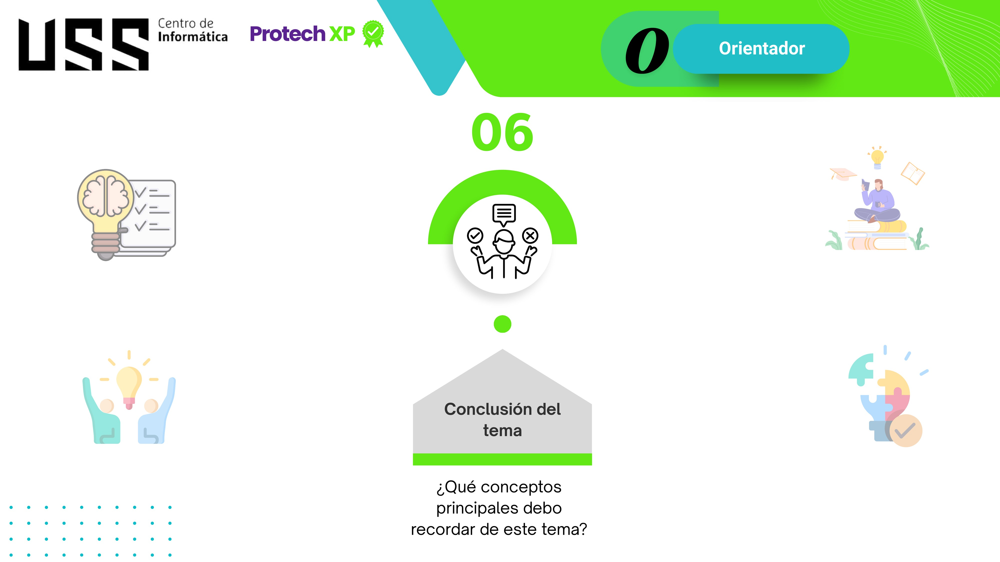 USS
Centro de
Informática
Protech XP
O
Orientador
06
Conclusión del
tema
¿Qué conceptos
principales debo
recordar de este tema?